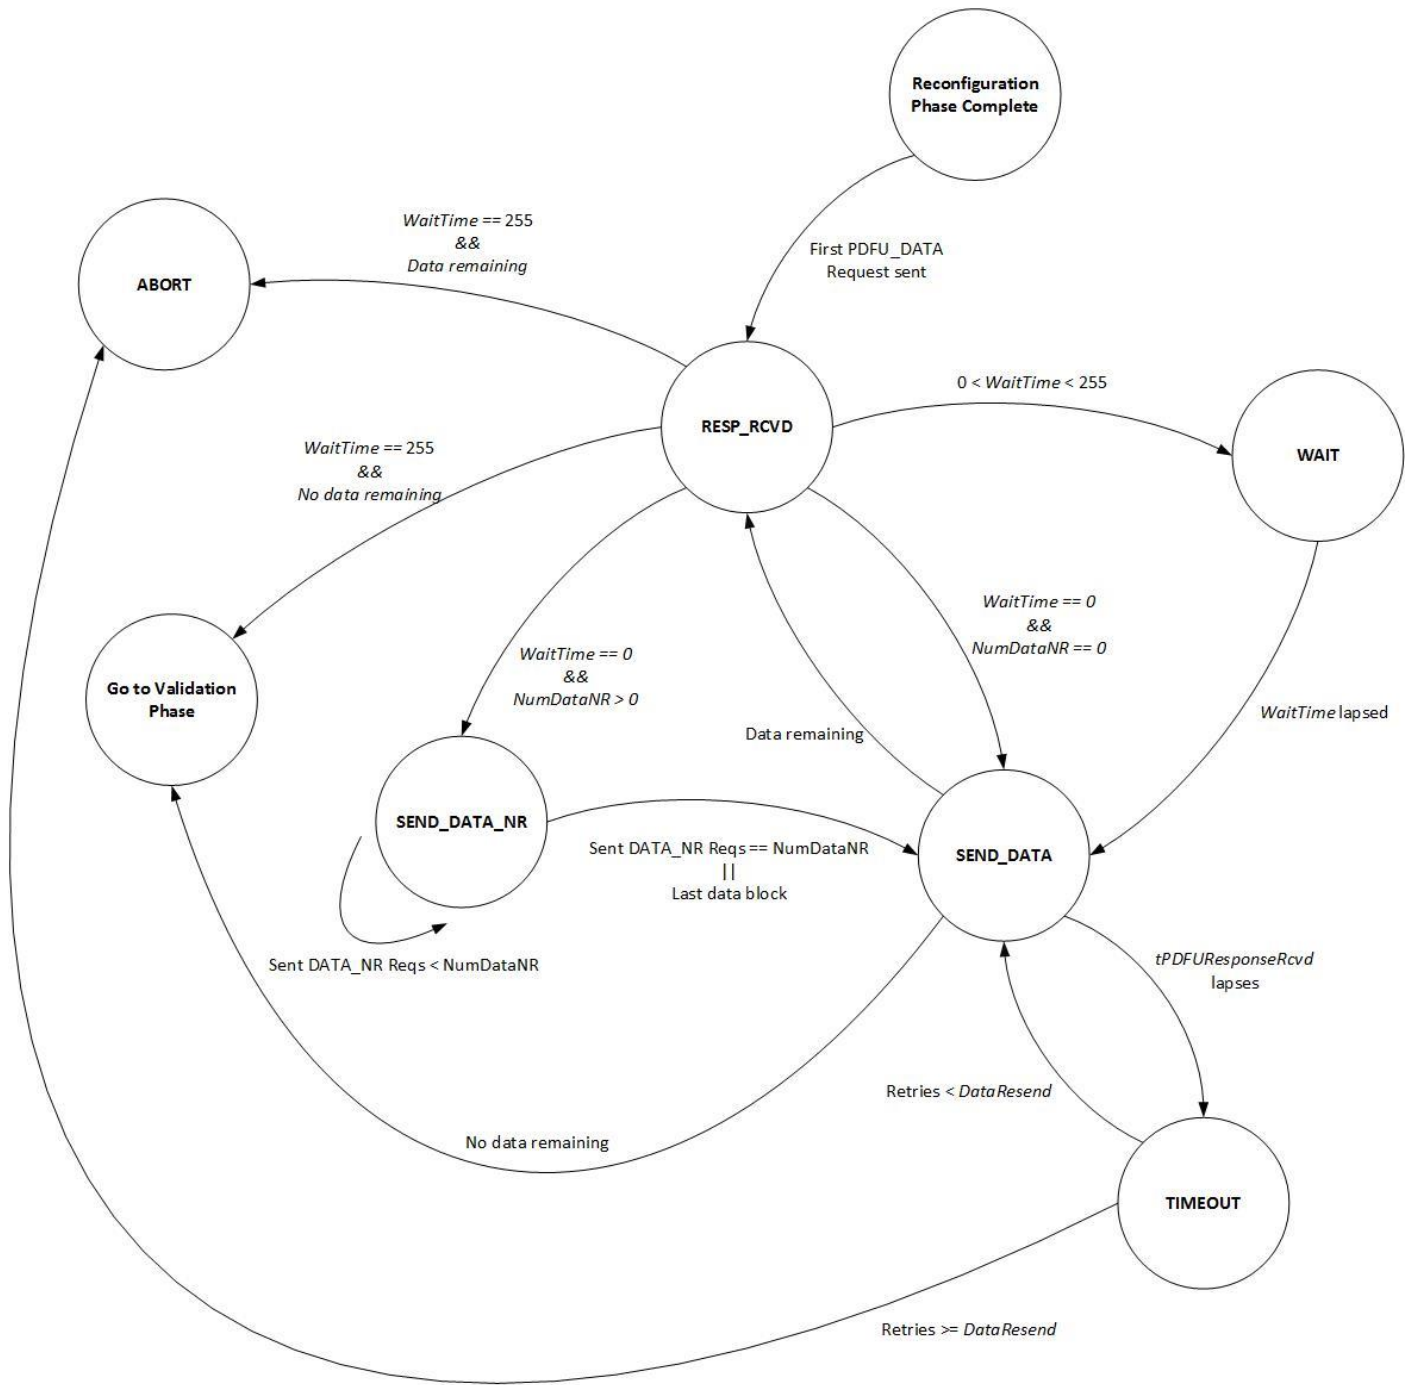 Reconfiguration
Phase Complete
First PDFU_DATA
Request sent
WaitTime == 255
&&
Data remaining
ABORT
0 < WaitTime < 255
RESP_RCVD
WAIT
WaitTime == 255
&&
No data remaining
WaitTime == 0
&&
NumDataNR == 0
WaitTime == 0
&&
NumDataNR > 0
Go to Validation
Phase
WaitTime lapsed
Data remaining
SEND_DATA_NR
Sent DATA_NR Reqs == NumDataNR
||
Last data block
SEND_DATA
Sent DATA_NR Reqs < NumDataNR
tPDFUResponseRcvd
lapses
Retries < DataResend
No data remaining
TIMEOUT
Retries >= DataResend